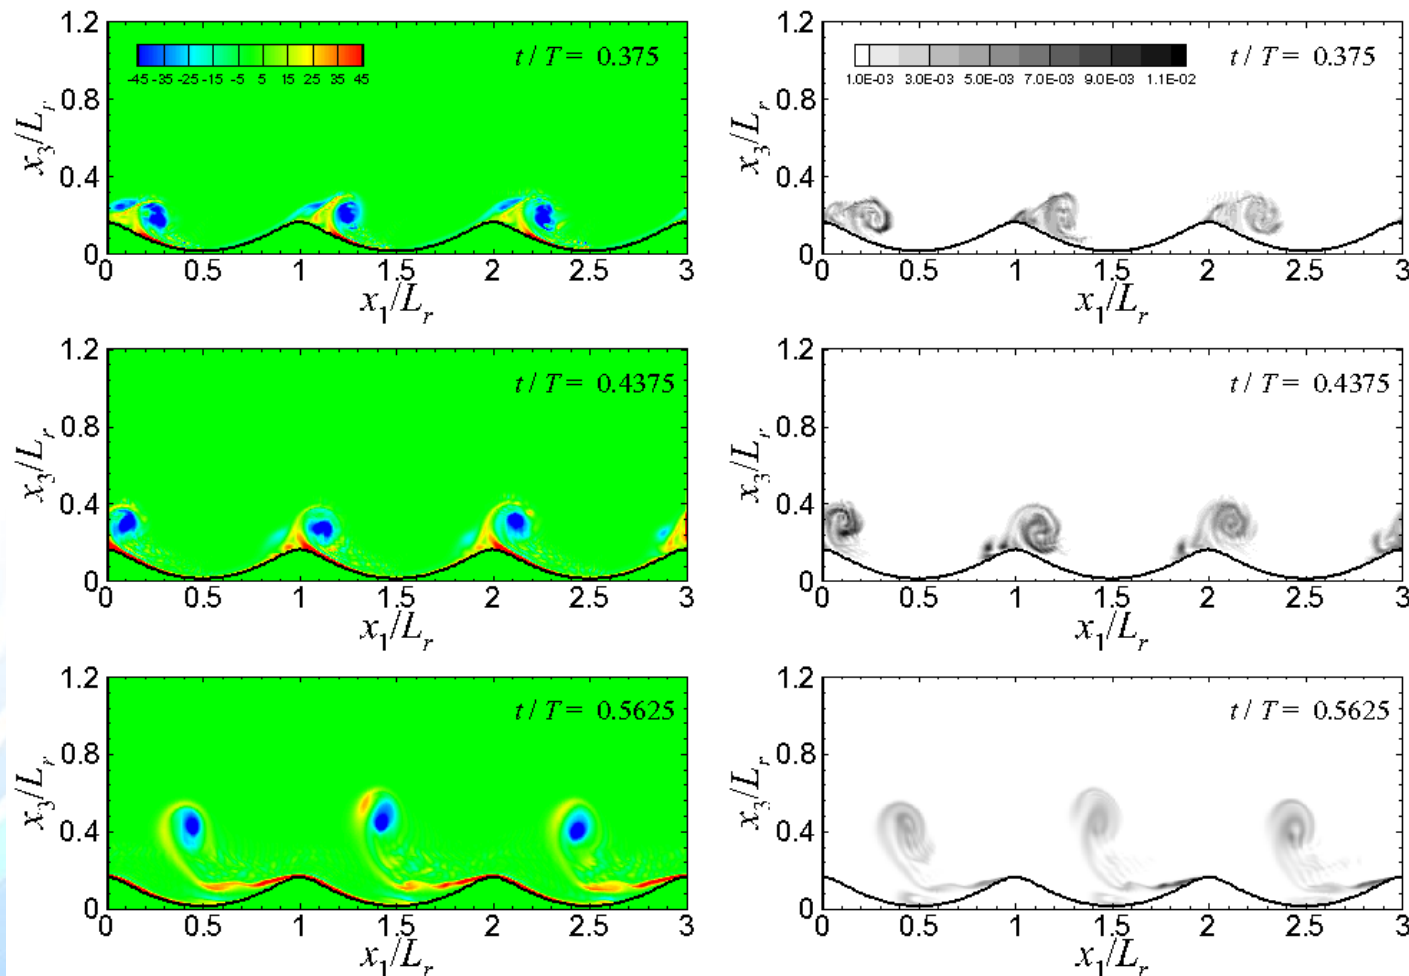 1.2
-45 -35 -25 -15 -5 5 15 25 35 45
t / T = 0.375
0.8
x3/Lr
0.4
0
0 0.5 1 1.5 2 2.5 3
x1/Lr
1.2
1.0E-03 3.0E-03 5.0E-03 7.0E-03 9.0E-03 1.1E-02
t / T = 0.375
0.8
x3/Lr
0.4
0
0 0.5 1 1.5 2 2.5 3
x1/Lr
1.2
t / T = 0.4375
0.8
x3/Lr
0.4
0
0 0.5 1 1.5 2 2.5 3
x1/Lr
1.2
t / T = 0.4375
0.8
x3/Lr
0.4
0
0 0.5 1 1.5 2 2.5 3
x1/Lr
1.2
t / T = 0.5625
0.8
x3/Lr
0.4
0
0 0.5 1 1.5 2 2.5 3
x1/Lr
1.2
t / T = 0.5625
0.8
x3/Lr
0.4
0
0 0.5 1 1.5 2 2.5 3
x1/Lr